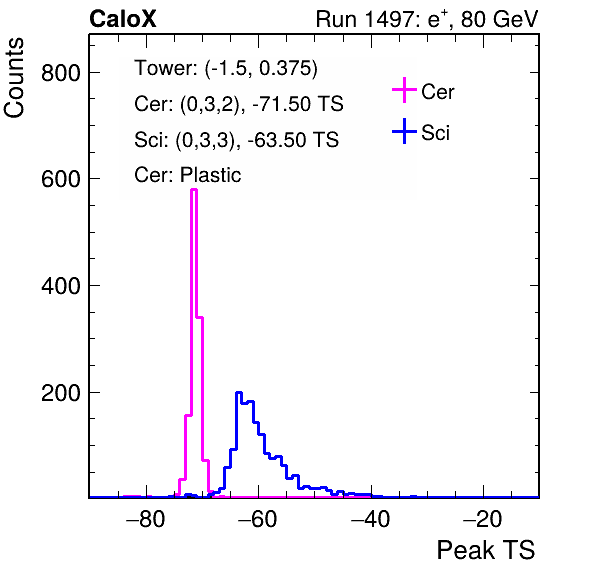 CaloX Run 1497: e⁺, 80 GeV
Counts
Tower: (-1.5, 0.375)
Cer: (0,3,2), -71.50 TS
Sci: (0,3,3), -63.50 TS
Cer: Plastic
Cer
Sci
800
600
400
200
−80 −60 −40 −20
Peak TS